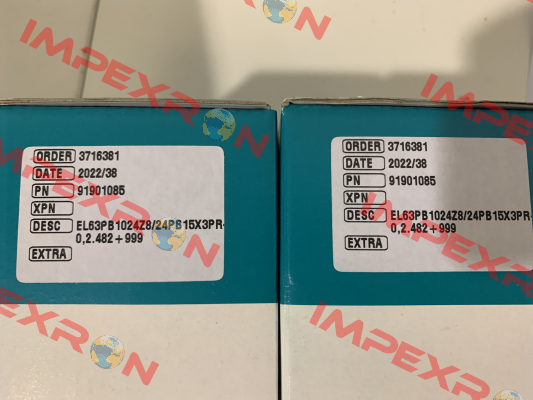 IMPEXRON
ORDER 3716381
DATE 2022/38
PN 91901085
XPN
DESC EL63PB1024Z8/24PB15X3PR-
0,2.482+999
EXTRA
ORDER 3716381
DATE 2022/38
PN 91901085
XPN
DESC EL63PB1024Z8/24PB15X3PR-
0,2.482+999
EXTRA
IMPEXRON
IMPEXRON